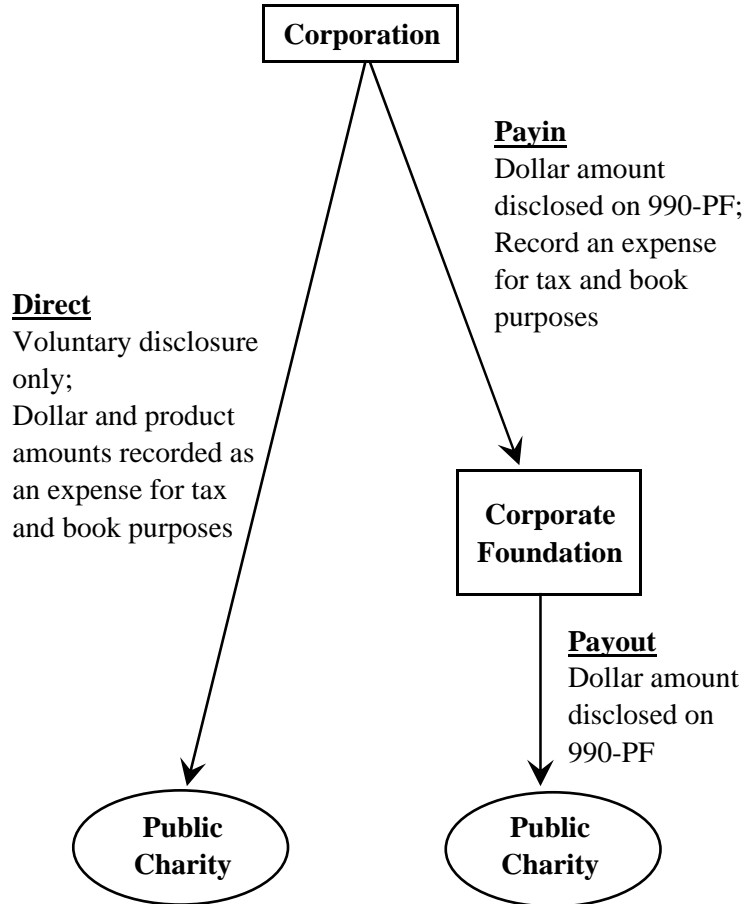 Corporation
Payin
Dollar amount
disclosed on 990-PF;
Record an expense
for tax and book
purposes
Direct
Voluntary disclosure
only;
Dollar and product
amounts recorded as
an expense for tax
and book purposes
Corporate
Foundation
Payout
Dollar amount
disclosed on
990-PF
Public
Charity
Public
Charity